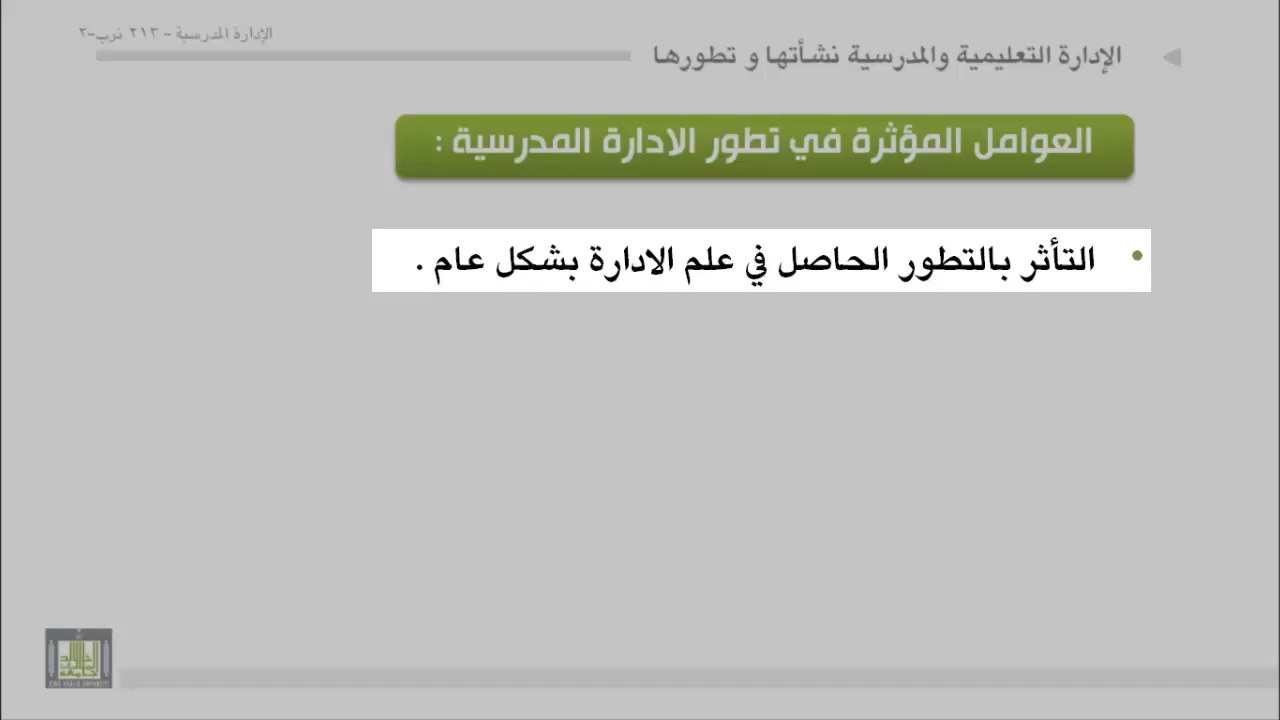 الإدارة المدرسية - ٢١٣ ترب-٢
الإدارة التعليمية والمدرسية نشأتها و تطورها
العوامل المؤثرة في تطور الادارة المدرسية :
• التأثر بالتطور الحاصل في علم الادارة بشكل عام .